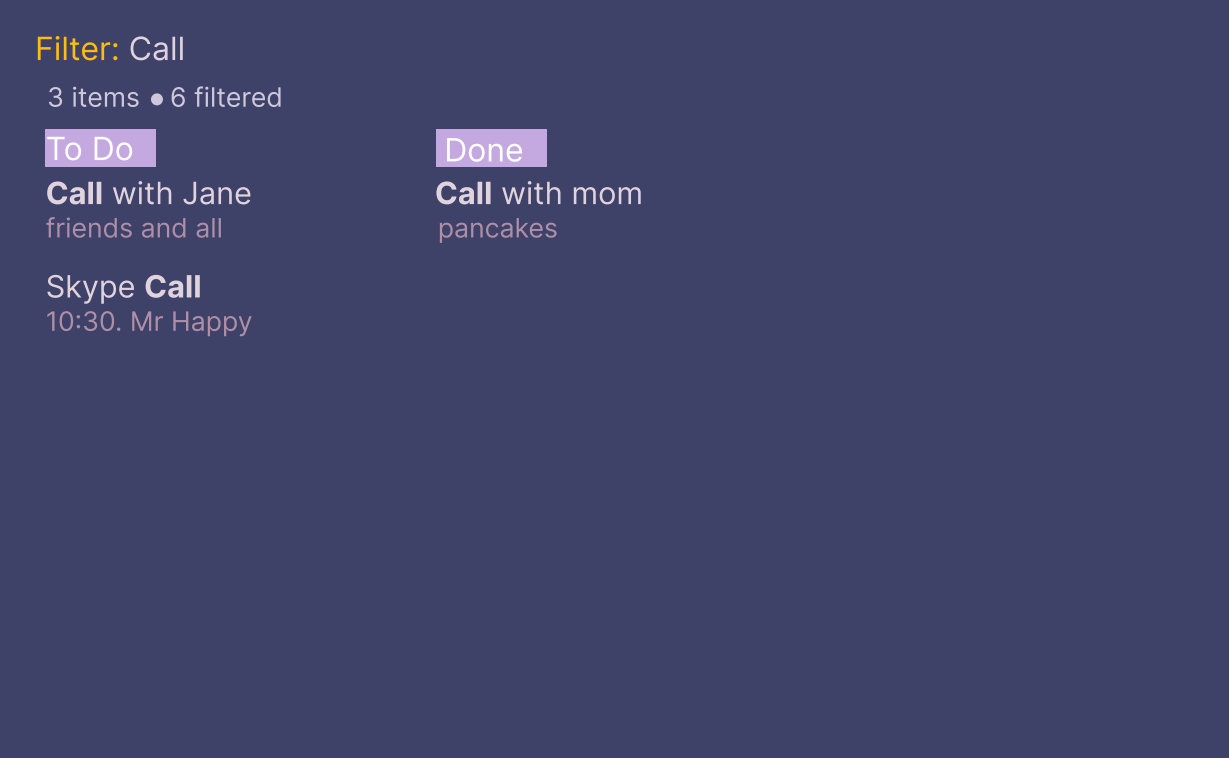 Filter: Call
3 items ● 6 filtered
To Do
Call with Jane
friends and all
Skype Call
10:30. Mr Happy
Done
Call with mom
pancakes